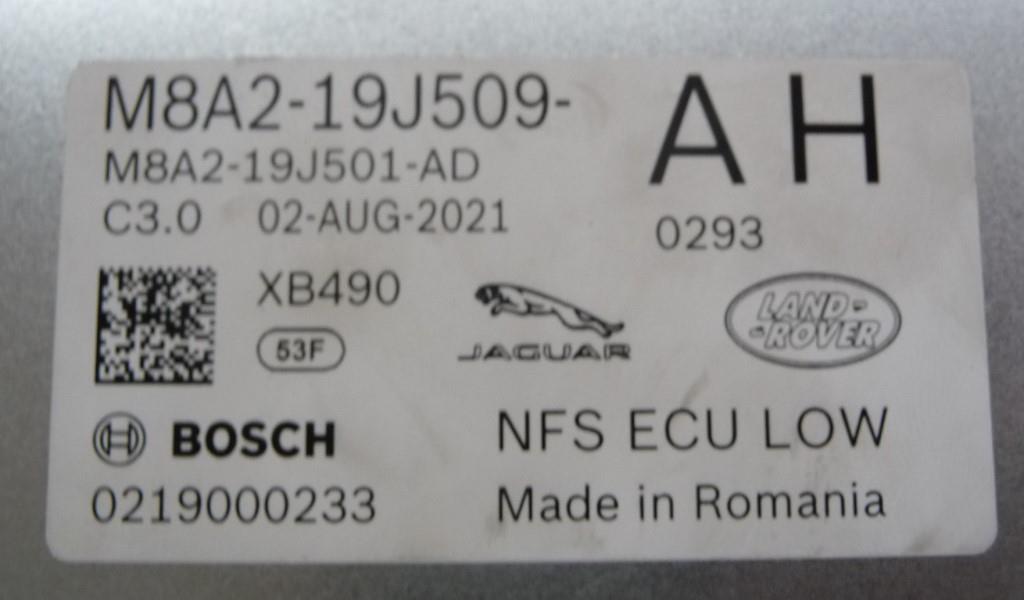 M8A2-19J509- AH
M8A2-19J501-AD
C3.0 02-AUG-2021 0293
XB490
53F
JAGUAR
LAND-
-ROVER
BOSCH
NFS ECU LOW
0219000233
Made in Romania